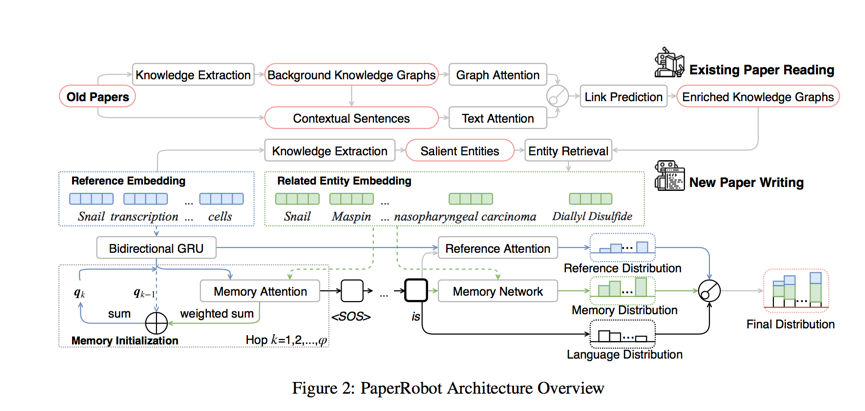 Existing Paper Reading
Old Papers
Knowledge Extraction
Background Knowledge Graphs
Graph Attention
Contextual Sentences
Text Attention
Link Prediction
Enriched Knowledge Graphs
Knowledge Extraction
Salient Entities
Entity Retrieval
New Paper Writing
Reference Embedding
Snail transcription ... cells
Related Entity Embedding
Snail Maspin ... nasopharyngeal carcinoma Diallyl Disulfide
Bidirectional GRU
Reference Attention
Reference Distribution
qk
qk−1
Memory Attention
sum
weighted sum
Memory Initialization
Hop k=1,2,...,φ
<SOS>
...
is
Memory Network
Memory Distribution
Language Distribution
Final Distribution
Figure 2: PaperRobot Architecture Overview